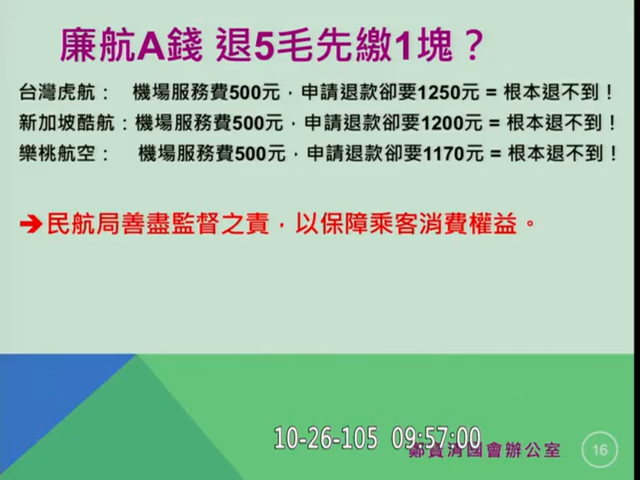 廉航A錢 退5毛先繳1塊？
台灣虎航： 機場服務費500元，申請退款卻要1250元 = 根本退不到！
新加坡酷航：機場服務費500元，申請退款卻要1200元 = 根本退不到！
樂桃航空： 機場服務費500元，申請退款卻要1170元 = 根本退不到！
➔民航局善盡監督之責，以保障乘客消費權益。
10-26-105 09:57:00
國會辦公室
16